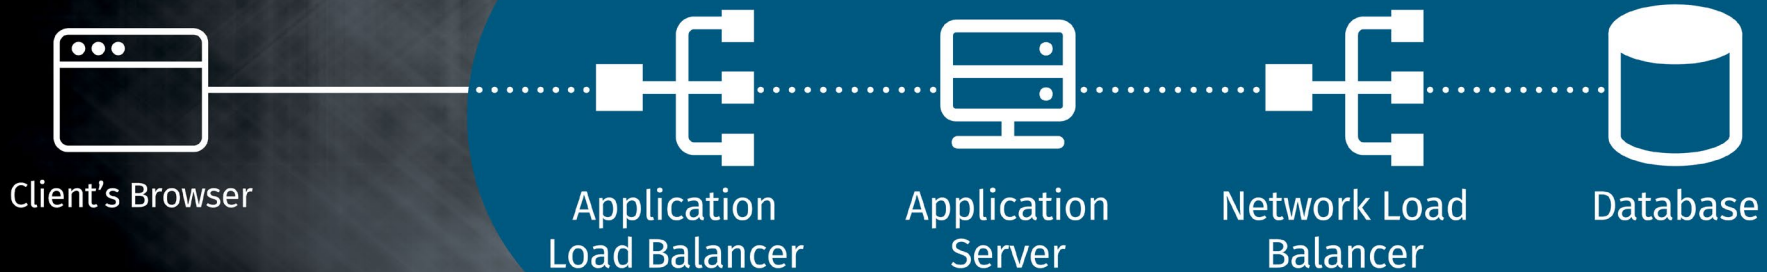 Client’s Browser
Application
Load Balancer
Application
Server
Network Load
Balancer
Database